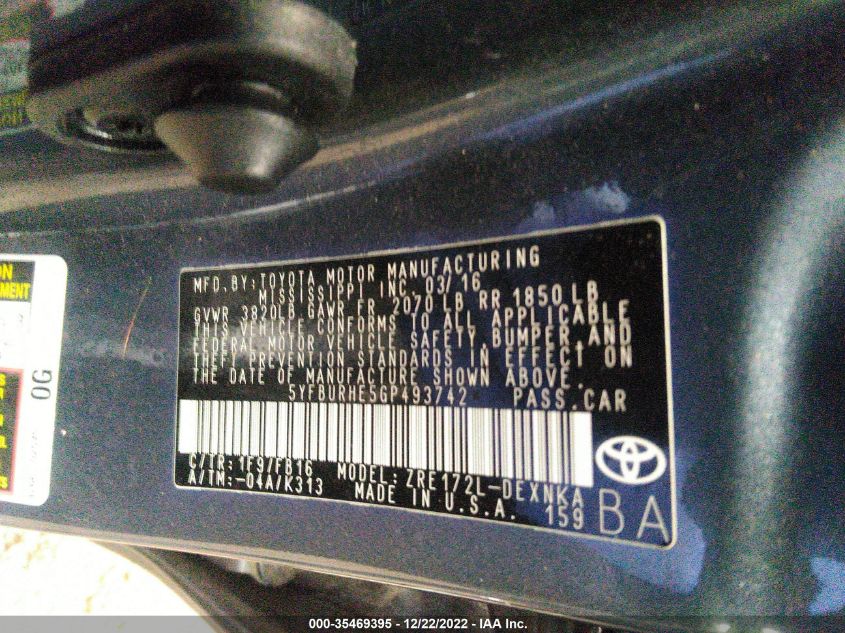 MFD. BY: TOYOTA MOTOR MANUFACTURING
MISSISSIPPI, INC. 03/16
GVWR 3820LB GAWR FR 2070 LB RR 1850 LB
THIS VEHICLE CONFORMS TO ALL APPLICABLE
FEDERAL MOTOR VEHICLE SAFETY, BUMPER, AND
THEFT PREVENTION STANDARDS IN EFFECT ON
THE DATE OF MANUFACTURE SHOWN ABOVE.
5YFBURHE5GP493742 PASS. CAR
C/TR: 1F9/FB16 MODEL: ZRE172L-DEXNKA
A/TM: -04A/K313 MADE IN U.S.A. 159
BA
MENT
0G
000-35469395 - 12/22/2022 - IAA Inc.